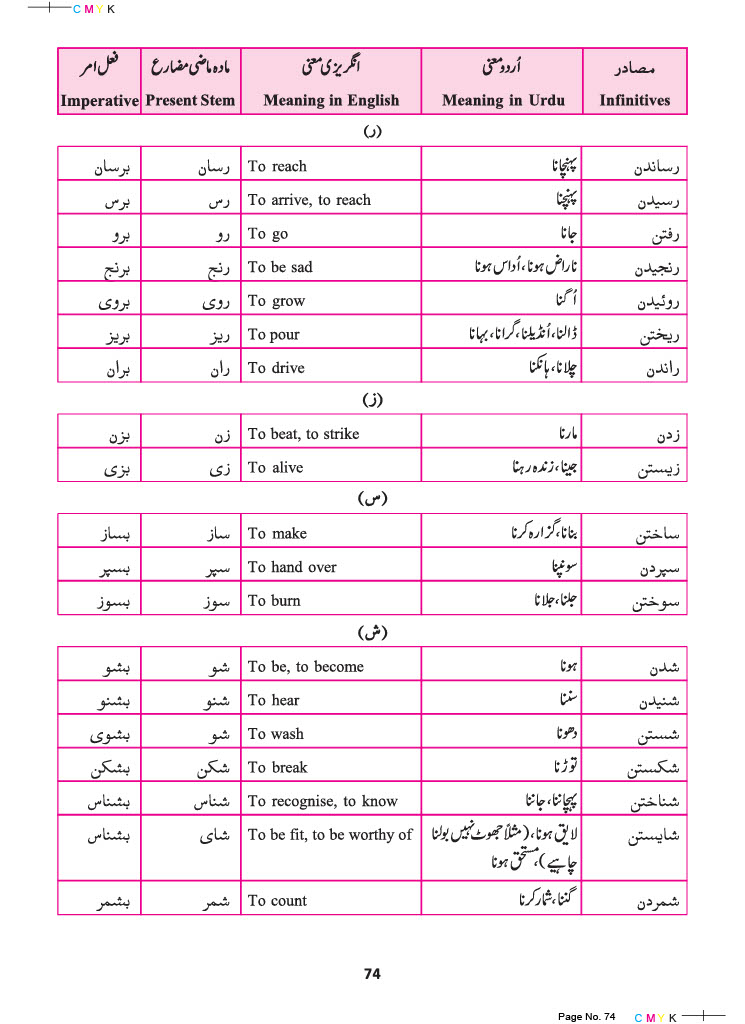 C M Y K
فعل امر مادہ ماضی مضارع انگریزی معنی اُردو معنی مصادر
Imperative Present Stem Meaning in English Meaning in Urdu Infinitives
(ر)
برسان رسان To reach پہنچانا رساندن
برس رس To arrive, to reach پہنچنا رسیدن
برو رو To go جانا رفتن
برنج رنج To be sad ناراض ہونا، اُداس ہونا رنجیدن
بروی روی To grow اُگنا روئیدن
بریز ریز To pour ڈالنا، اُنڈیلنا، گرانا، بہانا ریختن
بران ران To drive چلانا، ہانکنا راندن
(ز)
بزن زن To beat, to strike مارنا زدن
بزی زی To alive جینا، زندہ رہنا زیستن
(س)
بساز ساز To make بنانا، گزارہ کرنا ساختن
بسپر سپر To hand over سونپنا سپردن
بسوز سوز To burn جلنا، جلانا سوختن
(ش)
بشو شو To be, to become ہونا شدن
بشنو شنو To hear سننا شنیدن
بشوی شو To wash دھونا شستن
بشکن شکن To break توڑنا شکستن
بشناس شناس To recognise, to know پہچاننا، جاننا شناختن
بشناس شای To be fit, to be worthy of لایق ہونا، (مثلاً جھوٹ نہیں بولنا شایستن
چاہیے)، مستحق ہونا
بشمر شمر To count گننا، شمار کرنا شمردن
74
Page No. 74 C M Y K